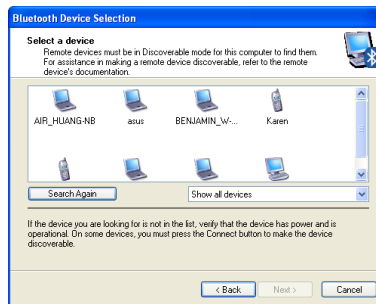 Bluetooth Device Selection
Select a device
Remote devices must be in Discoverable mode for this computer to find them.
For assistance in making a remote device discoverable, refer to the remote
device's documentation.
AIR_HUANG-NB asus BENJAMIN_W-... Karen
Search Again Show all devices
If the device you are looking for is not in the list, verify that the device has power and is
operational. On some devices, you must press the Connect button to make the device
discoverable.
< Back Next > Cancel